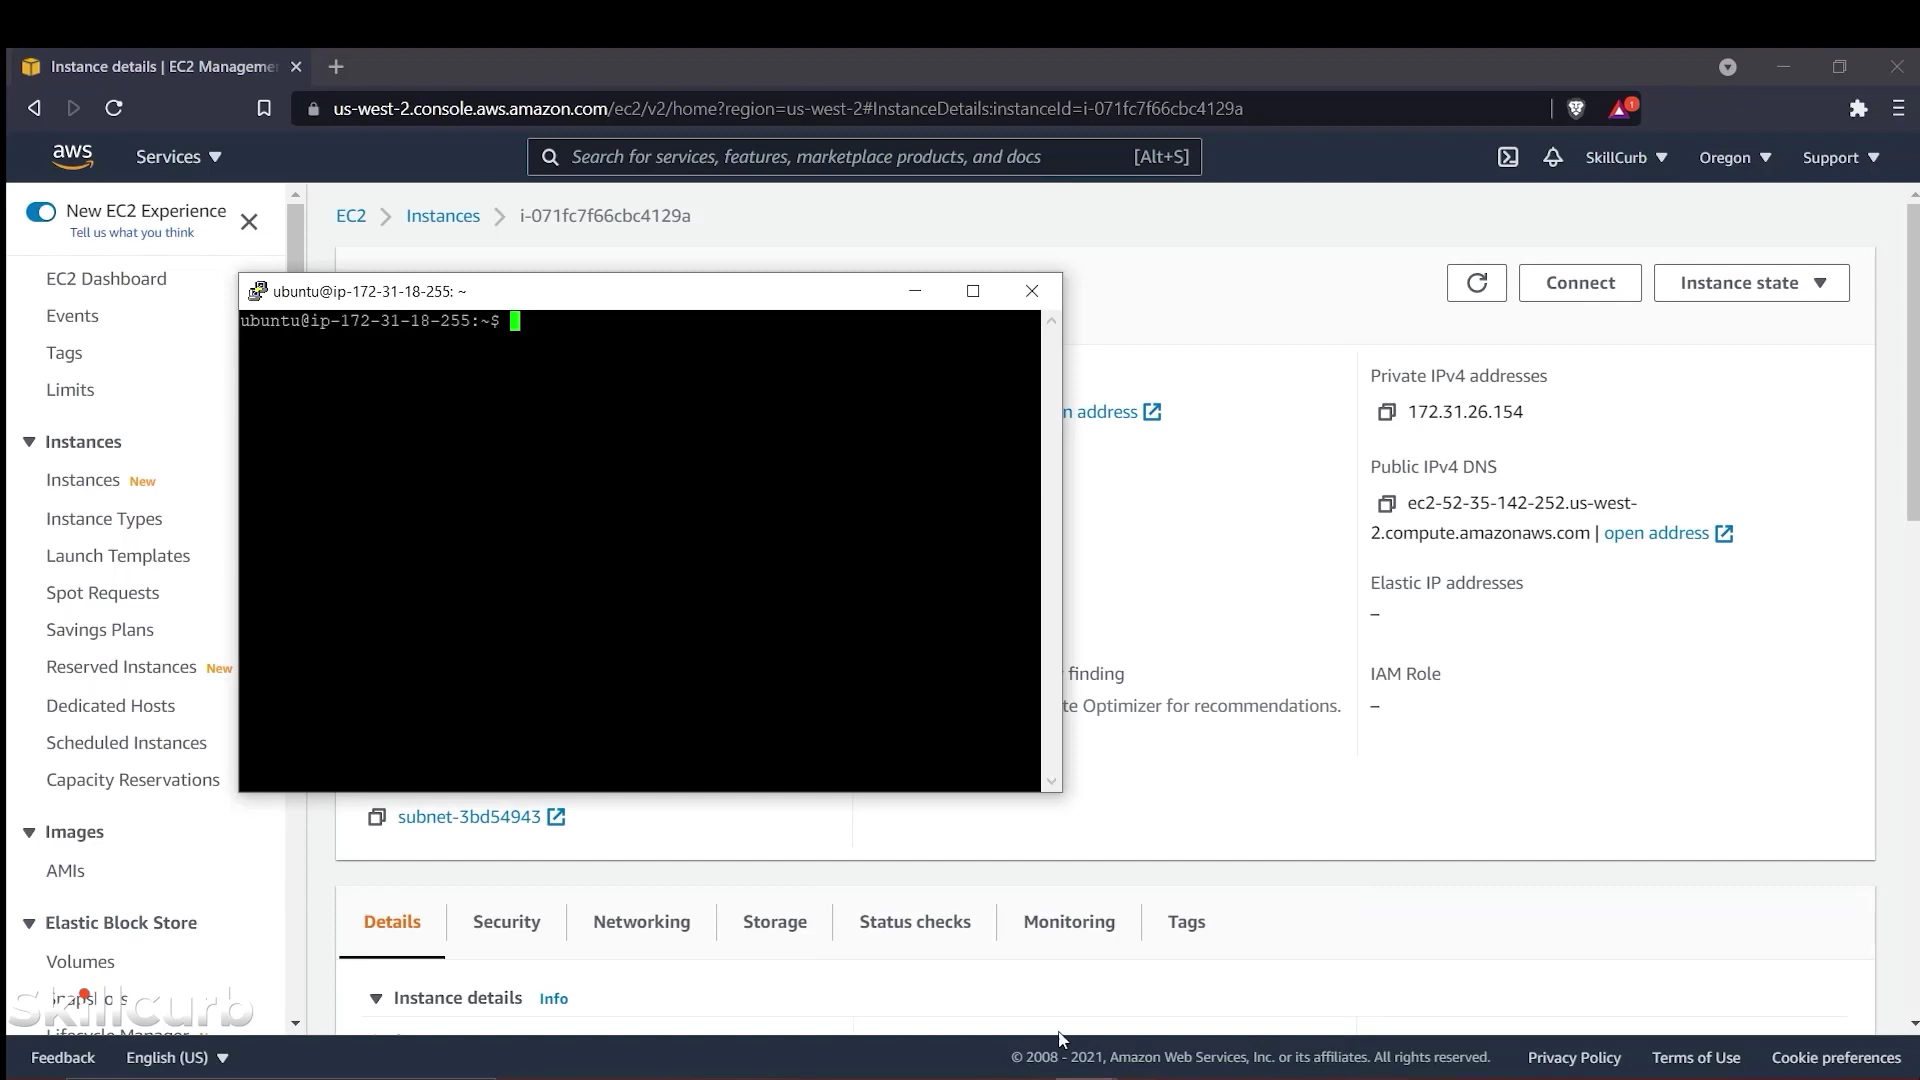 Instance details | EC2 Manageme
us-west-2.console.aws.amazon.com/ec2/v2/home?region=us-west-2#InstanceDetails:instanceId=i-071fc7f66cbc4129a
1
aws
Services
Search for services, features, marketplace products, and docs
[Alt+S]
SkillCurb
Oregon
Support
New EC2 Experience
Tell us what you think
EC2 Dashboard
Events
Tags
Limits
Instances
Instances New
Instance Types
Launch Templates
Spot Requests
Savings Plans
Reserved Instances New
Dedicated Hosts
Scheduled Instances
Capacity Reservations
Images
AMIs
Elastic Block Store
Volumes
Snapshots
Lifecycle Manager
Skillcurb
EC2 > Instances > i-071fc7f66cbc4129a
Connect
Instance state
ubuntu@ip-172-31-18-255: ~
ubuntu@ip-172-31-18-255:~$
n address
finding
te Optimizer for recommendations.
Private IPv4 addresses
172.31.26.154
Public IPv4 DNS
ec2-52-35-142-252.us-west-
2.compute.amazonaws.com | open address
Elastic IP addresses
–
IAM Role
–
subnet-3bd54943
Details
Security
Networking
Storage
Status checks
Monitoring
Tags
Instance details Info
Feedback
English (US)
© 2008 - 2021, Amazon Web Services, Inc. or its affiliates. All rights reserved.
Privacy Policy
Terms of Use
Cookie preferences